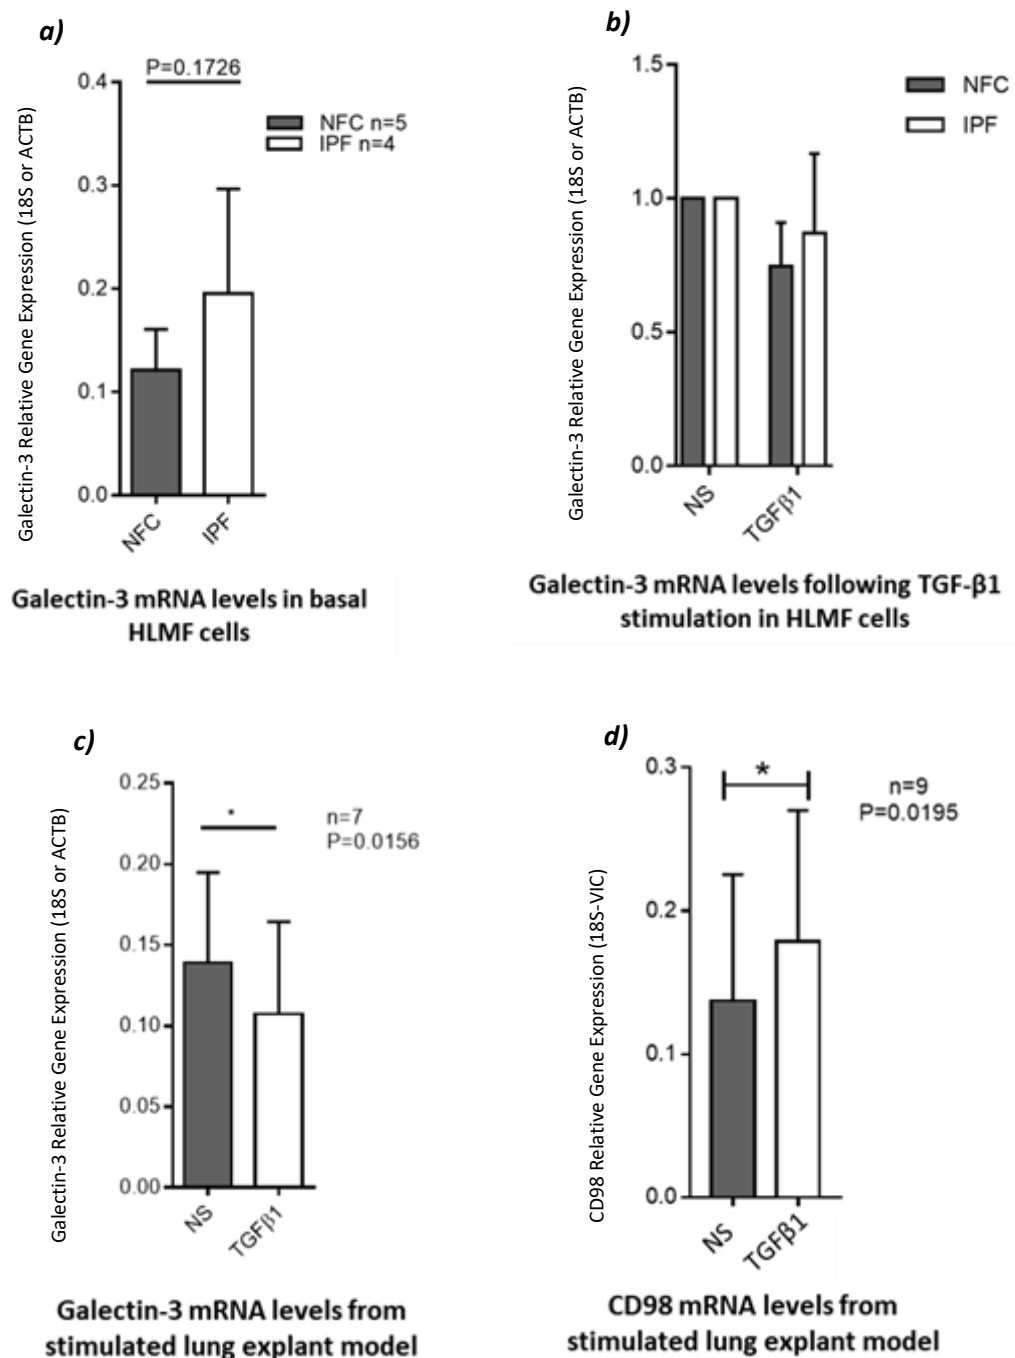 a)
P=0.1726
0.4
0.3
0.2
0.1
0.0
Galectin-3 Relative Gene Expression (18S or ACTB)
NFC n=5
IPF n=4
NFC
IPF
Galectin-3 mRNA levels in basal
HLMF cells
b)
1.5
1.0
0.5
0.0
Galectin-3 Relative Gene Expression (18S or ACTB)
NFC
IPF
NS
TGFβ1
Galectin-3 mRNA levels following TGF-β1
stimulation in HLMF cells
c)
0.25
0.20
0.15
0.10
0.05
0.00
Galectin-3 Relative Gene Expression (18S or ACTB)
*
n=7
P=0.0156
NS
TGFβ1
Galectin-3 mRNA levels from
stimulated lung explant model
d)
0.3
0.2
0.1
0.0
CD98 Relative Gene Expression (18S-VIC)
*
n=9
P=0.0195
NS
TGFβ1
CD98 mRNA levels from
stimulated lung explant model